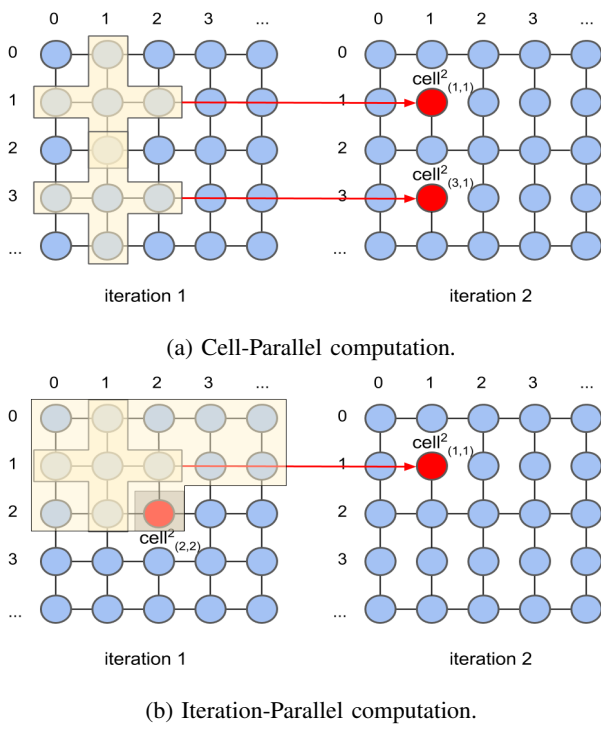 0 1 2 3 ... 0 1 2 3 ...
0 0
cell²(1,1)
1 1
2 2
cell²(3,1)
3 3
... ...
iteration 1 iteration 2
(a) Cell-Parallel computation.
0 1 2 3 ... 0 1 2 3 ...
0 0
cell²(1,1)
1 1
2 2
cell²(2,2)
3 3
... ...
iteration 1 iteration 2
(b) Iteration-Parallel computation.